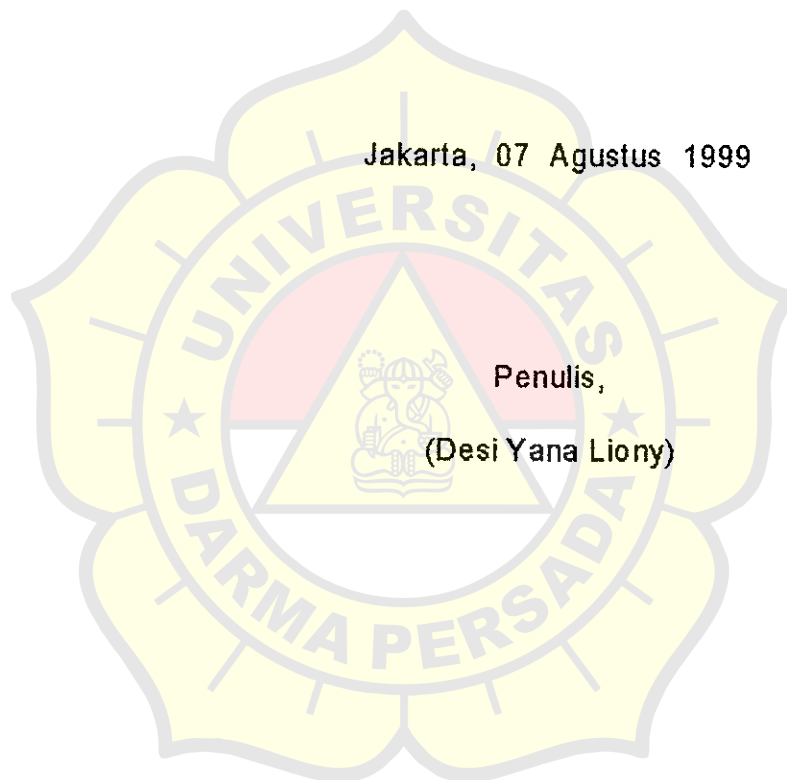 Jakarta, 07 Agustus 1999
UNIVERSITAS
Penulis,
(Desi Yana Liony)
DARMA PERSADA